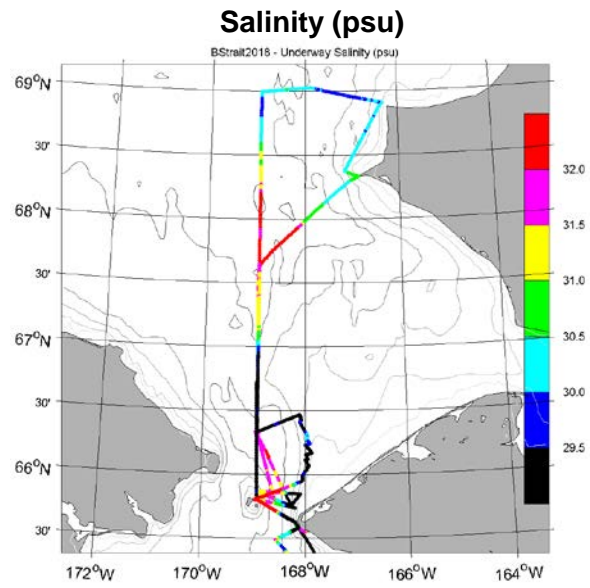 Salinity (psu)
BStrait2018 - Underway Salinity (psu)
69°N
30'
68°N
30'
67°N
30'
66°N
30'
32.0
31.5
31.0
30.5
30.0
29.5
172°W 170°W 168°W 166°W 164°W